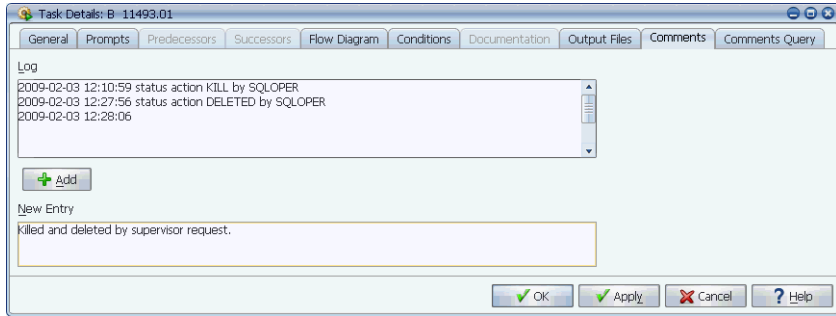 Task Details: B 11493.01
General Prompts Predecessors Successors Flow Diagram Conditions Documentation Output Files Comments Comments Query
Log
2009-02-03 12:10:59 status action KILL by SQLOPER
2009-02-03 12:27:56 status action DELETED by SQLOPER
2009-02-03 12:28:06
Add
New Entry
Killed and deleted by supervisor request.
OK Apply Cancel ? Help